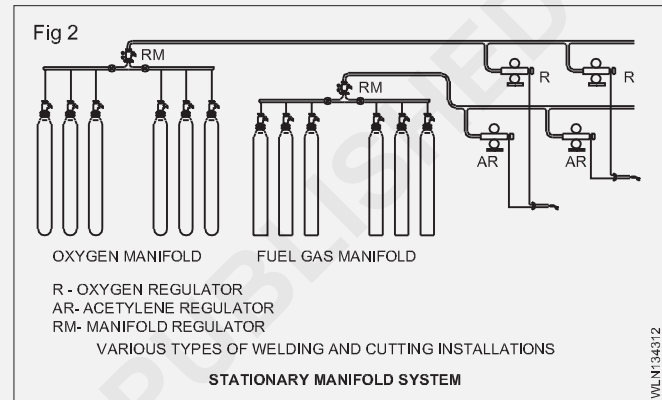 Fig 2
RM
R
R
RM
AR
AR
OXYGEN MANIFOLD
FUEL GAS MANIFOLD
R - OXYGEN REGULATOR
AR- ACETYLENE REGULATOR
RM- MANIFOLD REGULATOR
VARIOUS TYPES OF WELDING AND CUTTING INSTALLATIONS
STATIONARY MANIFOLD SYSTEM
WLN134312
PUBLISHED